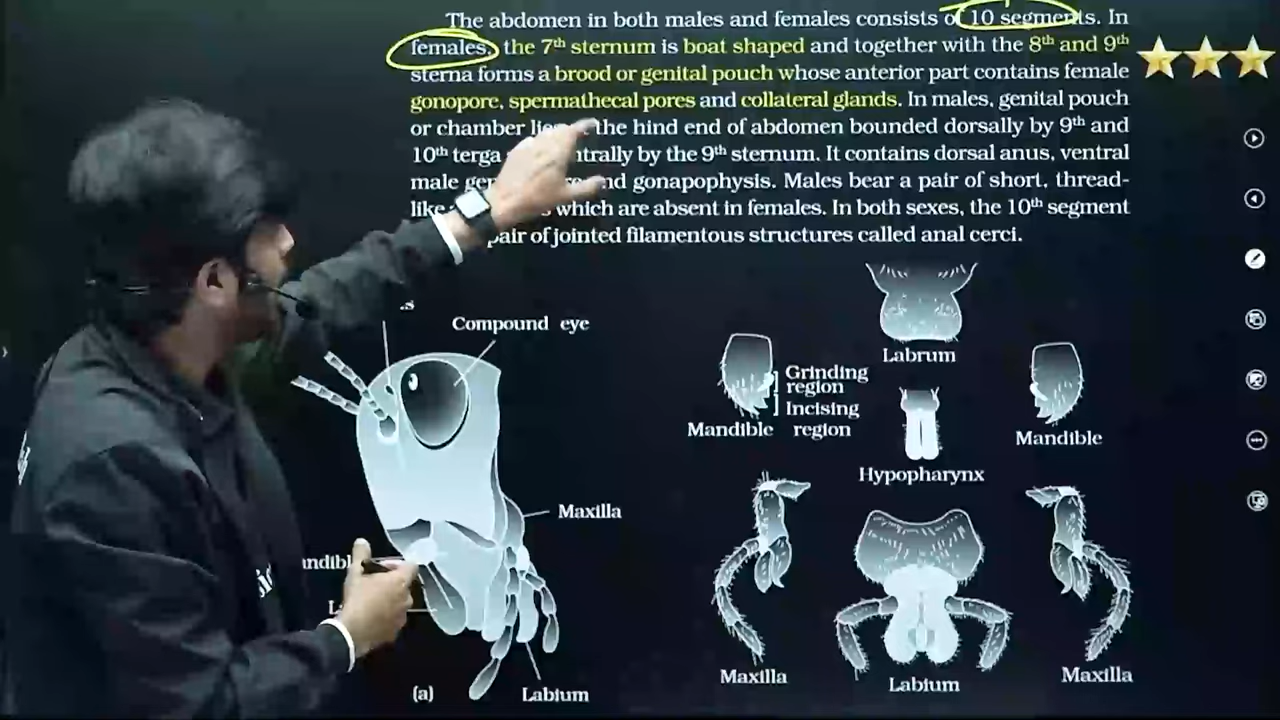 The abdomen in both males and females consists of 10 segments. In
females, the 7th sternum is boat shaped and together with the 8th and 9th
sterna forms a brood or genital pouch whose anterior part contains female
gonopore, spermathecal pores and collateral glands. In males, genital pouch
or chamber the hind end of abdomen bounded dorsally by 9th and
10th terga by the 9th sternum. It contains dorsal anus, ventral
male gonapophysis. Males bear a pair of short, thread-
like which are absent in females. In both sexes, the 10th segment
pair of jointed filamentous structures called anal cerci.
Compound eye
Labrum
Grinding
region
Incising
region
Mandible
Mandible
Hypopharynx
Maxilla
Maxilla
Labium
Maxilla
(a)
Labium